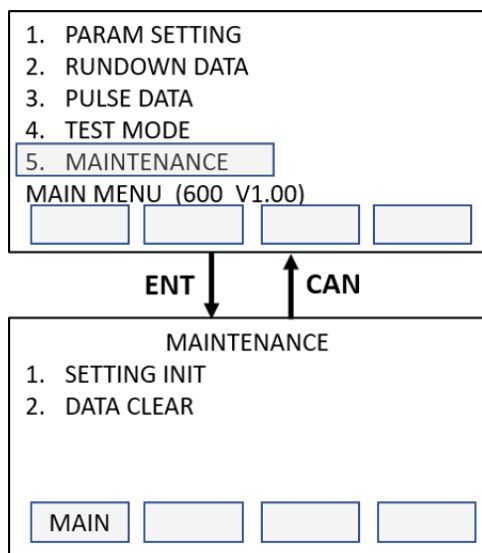 1. PARAM SETTING
2. RUNDOWN DATA
3. PULSE DATA
4. TEST MODE
5. MAINTENANCE
MAIN MENU (600 V1.00)
ENT CAN
MAINTENANCE
1. SETTING INIT
2. DATA CLEAR
MAIN